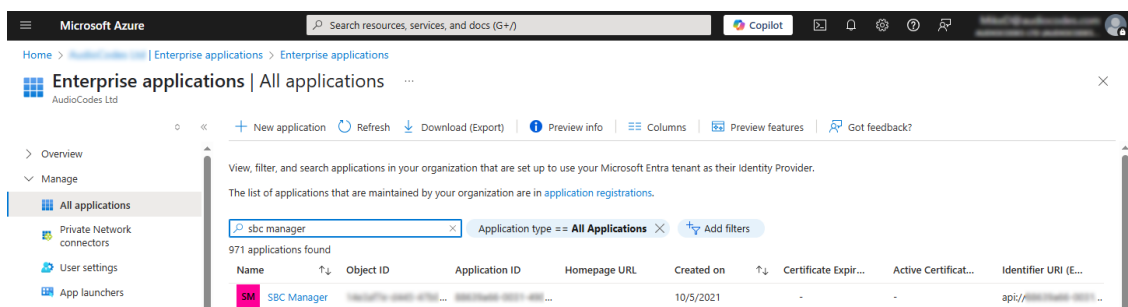 Microsoft Azure
Search resources, services, and docs (G+/)
Copilot
Home > | Enterprise applications > Enterprise applications
Enterprise applications | All applications ...
AudioCodes Ltd
New application Refresh Download (Export) Preview info Columns Preview features Got feedback?
Overview
Manage
All applications
Private Network
connectors
User settings
App launchers
View, filter, and search applications in your organization that are set up to use your Microsoft Entra tenant as their Identity Provider.
The list of applications that are maintained by your organization are in application registrations.
sbc manager
Application type == All Applications
Add filters
971 applications found
Name Object ID Application ID Homepage URL Created on Certificate Expir... Active Certificat... Identifier URI (E...
SM SBC Manager ... ... 10/5/2021 - - api:// ...